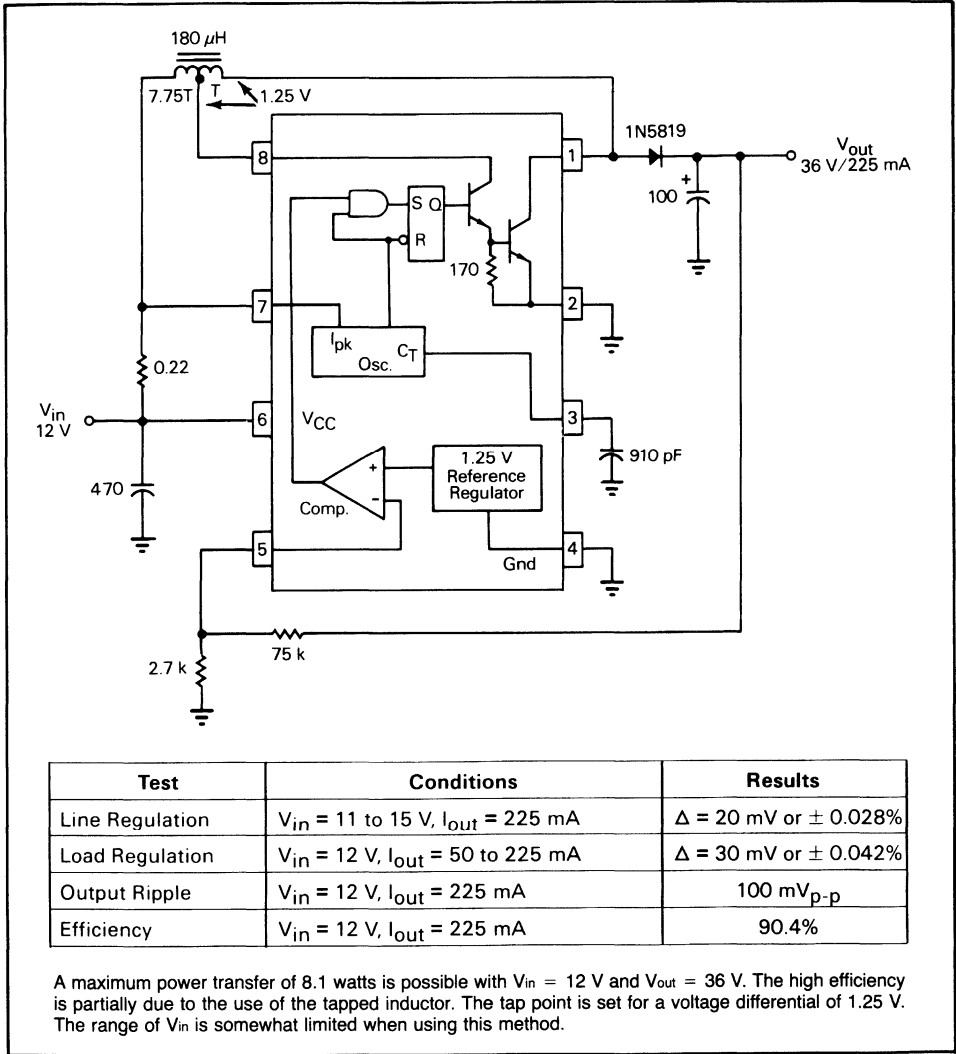 180 μH
7.75T T 1.25 V
8
1
1N5819
Vout
36 V/225 mA
S Q
R
+
100
170
7
2
Ipk
CT
Osc.
0.22
Vin
12 V
6
VCC
3
910 pF
470
+
−
Comp.
1.25 V
Reference
Regulator
5
4
Gnd
75 k
2.7 k
Test Conditions Results
Line Regulation Vin = 11 to 15 V, Iout = 225 mA Δ = 20 mV or ± 0.028%
Load Regulation Vin = 12 V, Iout = 50 to 225 mA Δ = 30 mV or ± 0.042%
Output Ripple Vin = 12 V, Iout = 225 mA 100 mVp-p
Efficiency Vin = 12 V, Iout = 225 mA 90.4%
A maximum power transfer of 8.1 watts is possible with Vin = 12 V and Vout = 36 V. The high efficiency
is partially due to the use of the tapped inductor. The tap point is set for a voltage differential of 1.25 V.
The range of Vin is somewhat limited when using this method.